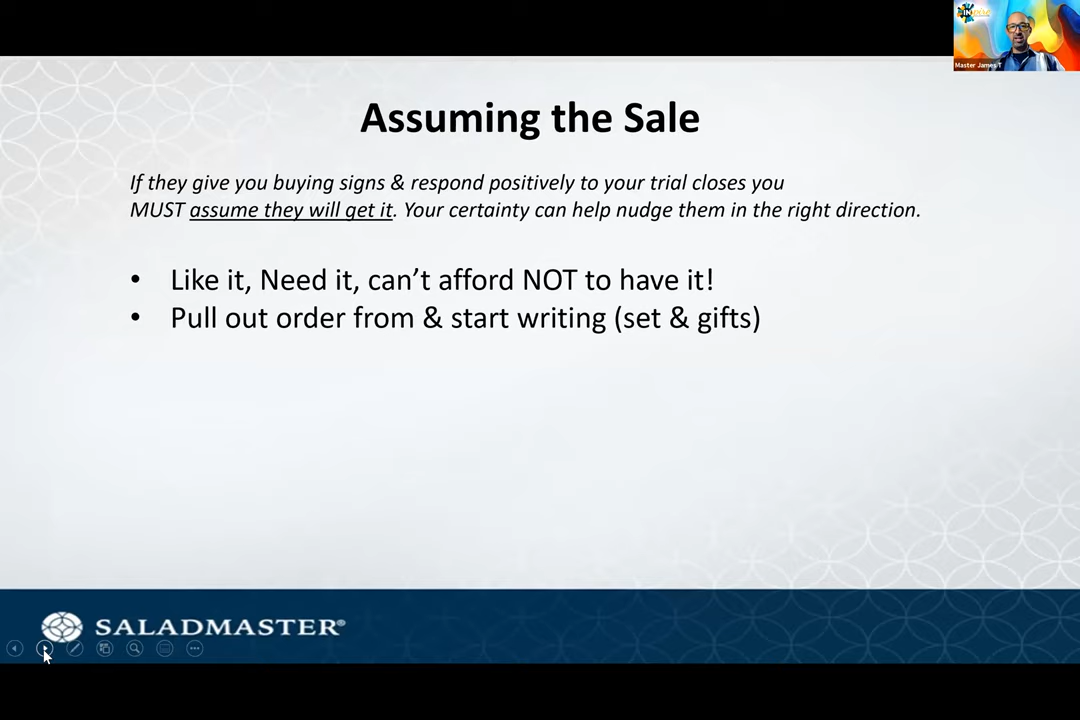 Master James T
Assuming the Sale
If they give you buying signs & respond positively to your trial closes you
MUST assume they will get it. Your certainty can help nudge them in the right direction.
• Like it, Need it, can’t afford NOT to have it!
• Pull out order from & start writing (set & gifts)
SALADMASTER®